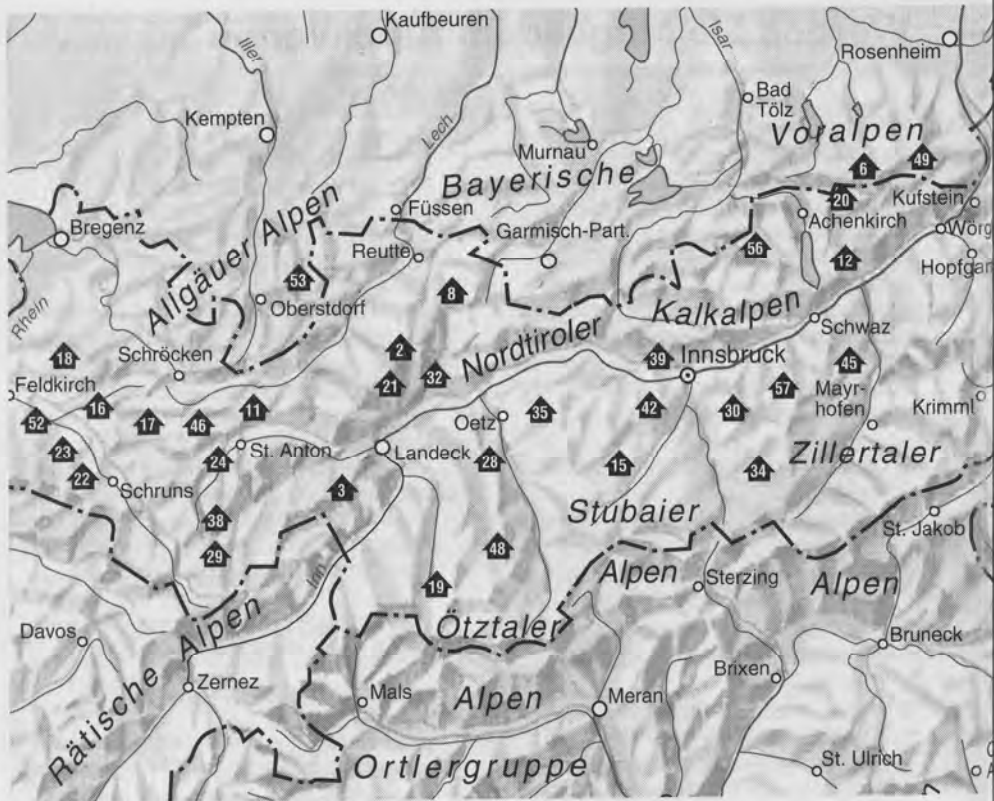 Kaufbeuren
Iller
Isar
Rosenheim
Bad
Tölz
Kempten
Lech
Voralpen
Murnau
6
49
Bayerische
20
Kufstein
Füssen
Achenkirch
Bregenz
Garmisch-Part.
Allgäuer Alpen
Reutte
56
12
Wörg
Hopfgar
53
8
Oberstdorf
Kalkalpen
Rhein
Nordtiroler
Schwaz
18
Schröcken
2
39
Innsbruck
45
Feldkirch
21
32
57
Mayr-
hofen
Krimml
52
16
17
46
11
Oetz
35
42
30
23
St. Anton
Landeck
24
28
15
34
Zillertaler
22
Schruns
3
Stubaier
38
St. Jakob
29
48
Inn
Alpen
Sterzing
Alpen
19
Davos
Ötztaler
Bruneck
Rätische Alpen
Brixen
Zernez
Mals
Alpen
Meran
St. Ulrich
Ortlergruppe